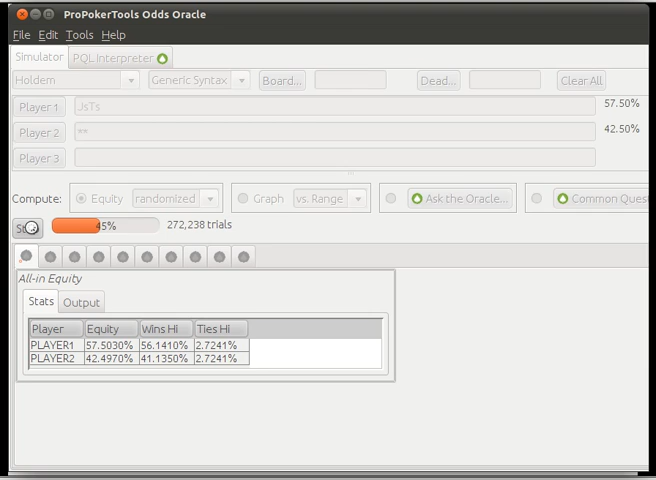 ProPokerTools Odds Oracle
File Edit Tools Help
Simulator PQL Interpreter
Holdem Generic Syntax Board... Dead... Clear All
Player 1 JsTs 57.50%
Player 2 ** 42.50%
Player 3
Compute: Equity randomized Graph vs. Range Ask the Oracle... Common Ques
45% 272,238 trials
All-in Equity
Stats Output
Player Equity Wins Hi Ties Hi
PLAYER1 57.5030% 56.1410% 2.7241%
PLAYER2 42.4970% 41.1350% 2.7241%